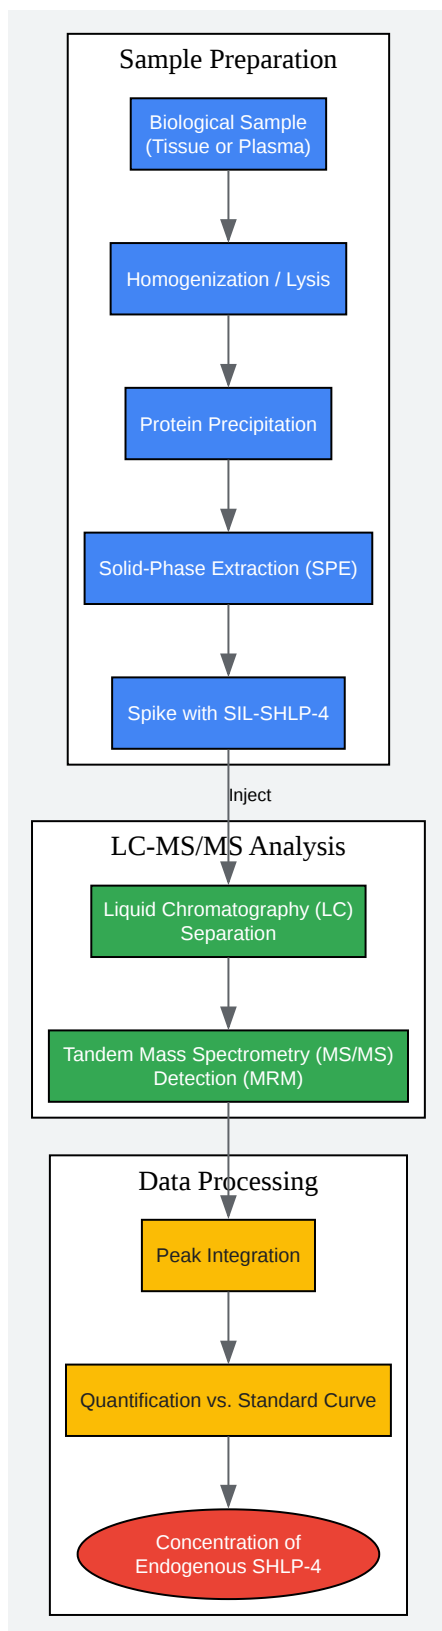 Sample Preparation
Biological Sample
(Tissue or Plasma)
Homogenization / Lysis
Protein Precipitation
Solid-Phase Extraction (SPE)
Spike with SIL-SHLP-4
Inject
LC-MS/MS Analysis
Liquid Chromatography (LC)
Separation
Tandem Mass Spectrometry (MS/MS)
Detection (MRM)
Data Processing
Peak Integration
Quantification vs. Standard Curve
Concentration of
Endogenous SHLP-4